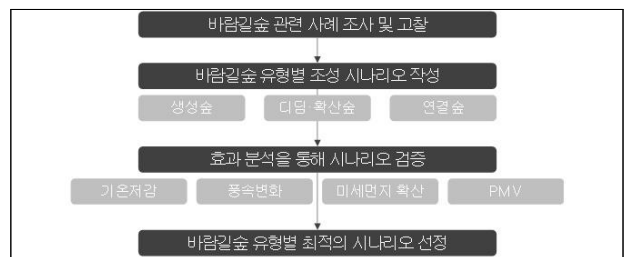 바람길숲 관련 사례 조사 및 고찰
바람길숲 유형별 조성 시나리오 작성
생성숲 디딤·확산숲 연결숲
효과 분석을 통해 시나리오 검증
기온저감 풍속변화 미세먼지 확산 PMV
바람길숲 유형별 최적의 시나리오 선정